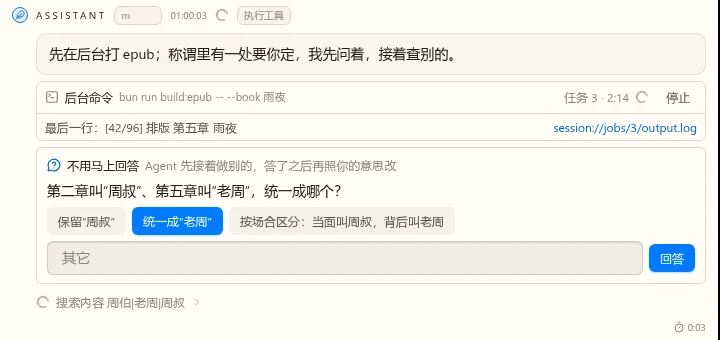 ASSISTANT m 01:00:03 执行工具
先在后台打 epub；称谓里有一处要你定，我先问着，接着查别的。
后台命令 bun run build:epub -- --book 雨夜 任务 3 · 2:14 停止
最后一行：[42/96] 排版 第五章 雨夜 session://jobs/3/output.log
不用马上回答 Agent 先接着做别的，答了之后再照你的意思改
第二章叫“周叔”、第五章叫“老周”，统一成哪个？
保留“周叔” 统一成“老周” 按场合区分：当面叫周叔，背后叫老周
其它 回答
搜索内容 周伯|老周|周叔
0:03